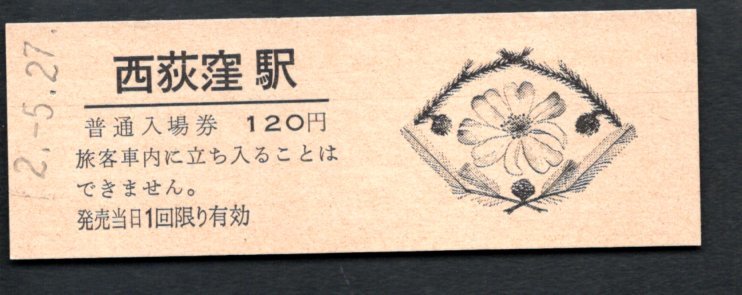 2.-5.27.
西荻窪駅
普通入場券 120円
旅客車内に立ち入ることは
できません。
発売当日1回限り有効